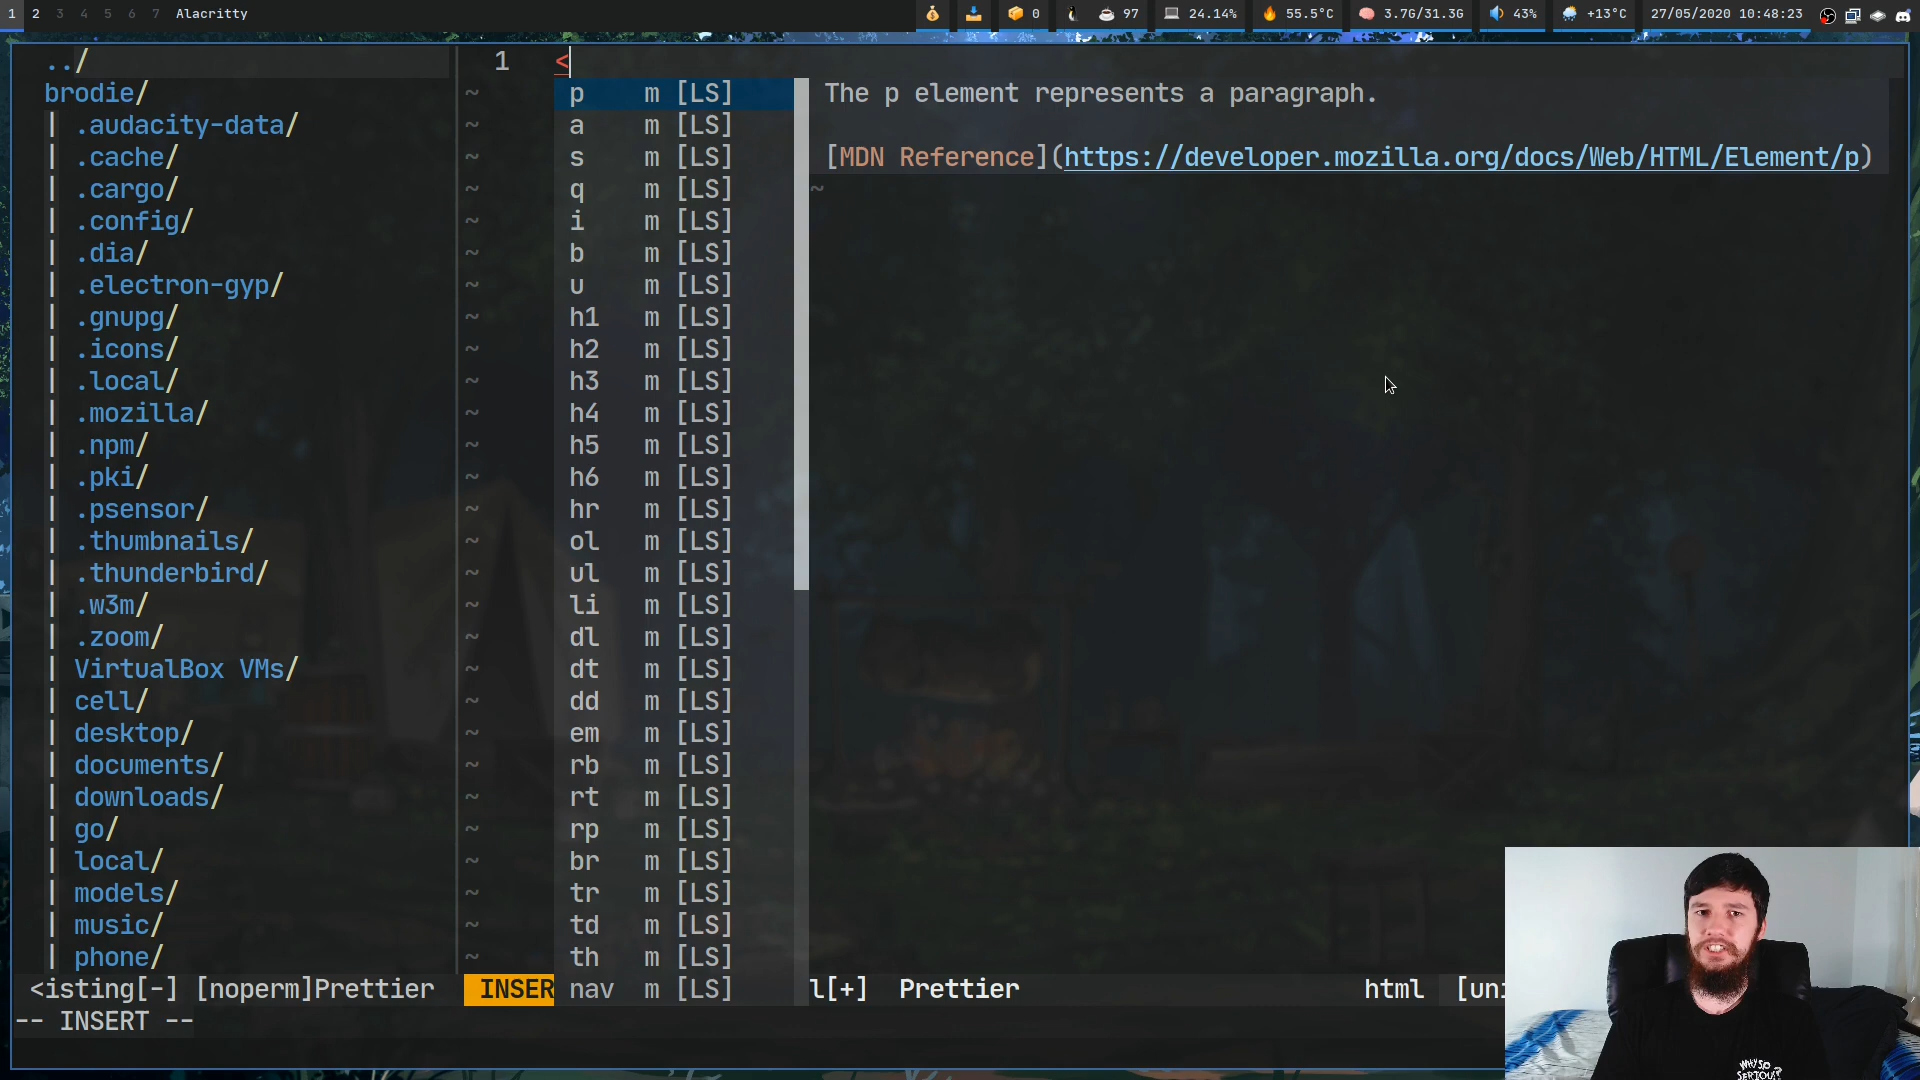 1 2 3 4 5 6 7 Alacritty 0 97 24.14% 55.5°C 3.7G/31.3G 43% +13°C 27/05/2020 10:48:23
../
brodie/
| .audacity-data/
| .cache/
| .cargo/
| .config/
| .dia/
| .electron-gyp/
| .gnupg/
| .icons/
| .local/
| .mozilla/
| .npm/
| .pki/
| .psensor/
| .thumbnails/
| .thunderbird/
| .w3m/
| .zoom/
| VirtualBox VMs/
| cell/
| desktop/
| documents/
| downloads/
| go/
| local/
| models/
| music/
| phone/
<isting[-] [noperm]Prettier
1 <
p m [LS]
a m [LS]
s m [LS]
q m [LS]
i m [LS]
b m [LS]
u m [LS]
h1 m [LS]
h2 m [LS]
h3 m [LS]
h4 m [LS]
h5 m [LS]
h6 m [LS]
hr m [LS]
ol m [LS]
ul m [LS]
li m [LS]
dl m [LS]
dt m [LS]
dd m [LS]
em m [LS]
rb m [LS]
rt m [LS]
rp m [LS]
br m [LS]
tr m [LS]
td m [LS]
th m [LS]
nav m [LS]
The p element represents a paragraph.
[MDN Reference](https://developer.mozilla.org/docs/Web/HTML/Element/p)
~
INSER l[+] Prettier html [uni
-- INSERT --
WHY SO
SERIOUS?